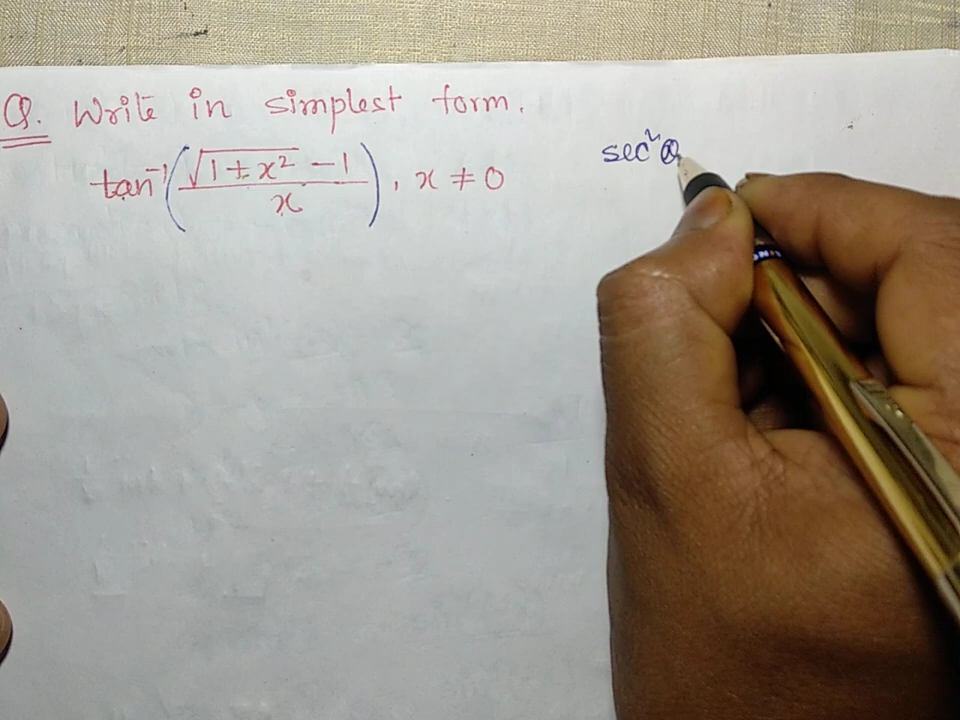 Q. Write in simplest form.
tan⁻¹(√(1+x²) − 1 / x), x ≠ 0
sec²θ